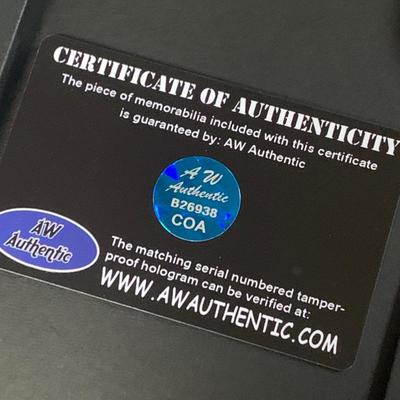 CERTIFICATE OF AUTHENTICITY
The piece of memorabilia included with this certificate
is guaranteed by: AW Authentic
A W
Authentic
B26938
COA
AW
Authentic
The matching serial numbered tamper-
proof hologram can be verified at:
WWW.AWAUTHENTIC.COM